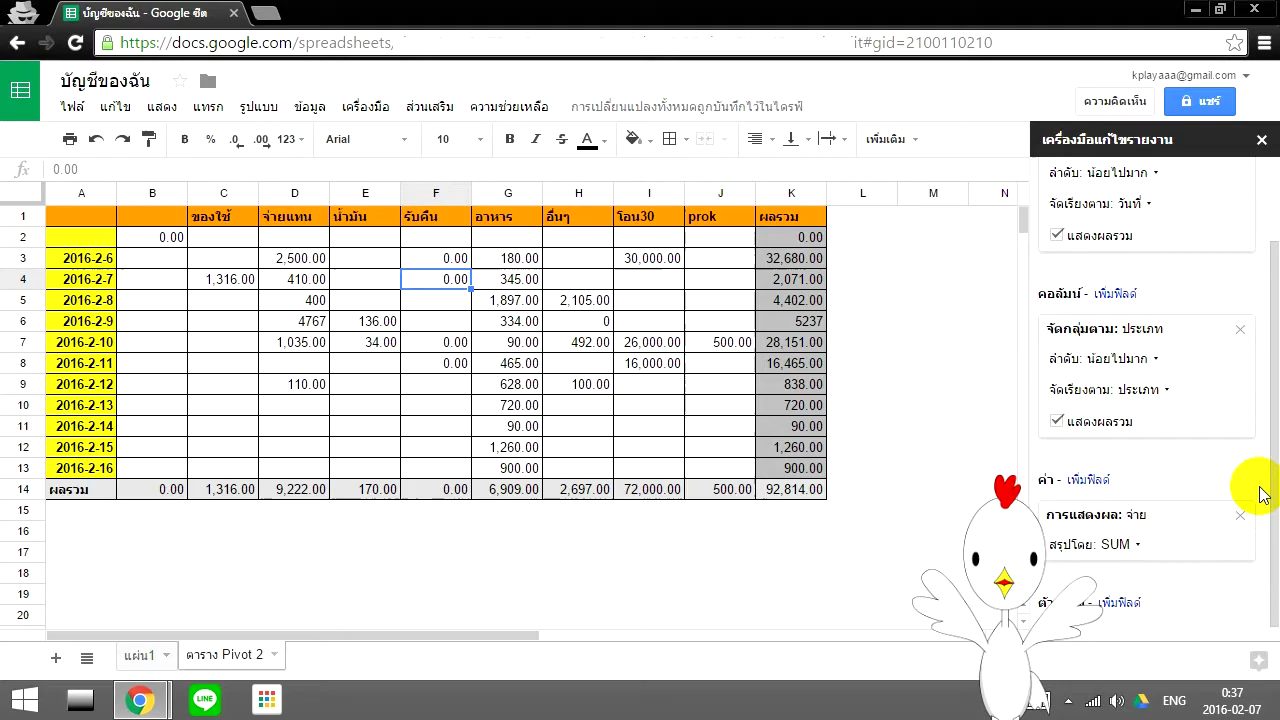 บัญชีของฉัน - Google ชีต
https://docs.google.com/spreadsheets,
it#gid=2100110210
บัญชีของฉัน
kplayaaa@gmail.com
ไฟล์ แก้ไข แสดง แทรก รูปแบบ ข้อมูล เครื่องมือ ส่วนเสริม ความช่วยเหลือ การเปลี่ยนแปลงทั้งหมดถูกบันทึกไว้ในไดรฟ์
ความคิดเห็น แชร์
B % .0 .00 123 Arial 10 B I S A เพิ่มเติม
fx 0.00
A B C D E F G H I J K L M N
1 ของใช้ จ่ายแทน น้ำมัน รับคืน อาหาร อื่นๆ โอน30 prok ผลรวม
2 0.00 0.00
3 2016-2-6 2,500.00 0.00 180.00 30,000.00 32,680.00
4 2016-2-7 1,316.00 410.00 0.00 345.00 2,071.00
5 2016-2-8 400 1,897.00 2,105.00 4,402.00
6 2016-2-9 4767 136.00 334.00 0 5237
7 2016-2-10 1,035.00 34.00 0.00 90.00 492.00 26,000.00 500.00 28,151.00
8 2016-2-11 0.00 465.00 16,000.00 16,465.00
9 2016-2-12 110.00 628.00 100.00 838.00
10 2016-2-13 720.00 720.00
11 2016-2-14 90.00 90.00
12 2016-2-15 1,260.00 1,260.00
13 2016-2-16 900.00 900.00
14 ผลรวม 0.00 1,316.00 9,222.00 170.00 0.00 6,909.00 2,697.00 72,000.00 500.00 92,814.00
15
16
17
18
19
20
เครื่องมือแก้ไขรายงาน
ลำดับ: น้อยไปมาก
จัดเรียงตาม: วันที่
แสดงผลรวม
คอลัมน์ - เพิ่มฟิลด์
จัดกลุ่มตาม: ประเภท
ลำดับ: น้อยไปมาก
จัดเรียงตาม: ประเภท
แสดงผลรวม
ค่า - เพิ่มฟิลด์
การแสดงผล: จ่าย
สรุปโดย: SUM
เพิ่มฟิลด์
แผ่น1 ตาราง Pivot 2
LINE
ENG
0:37
2016-02-07